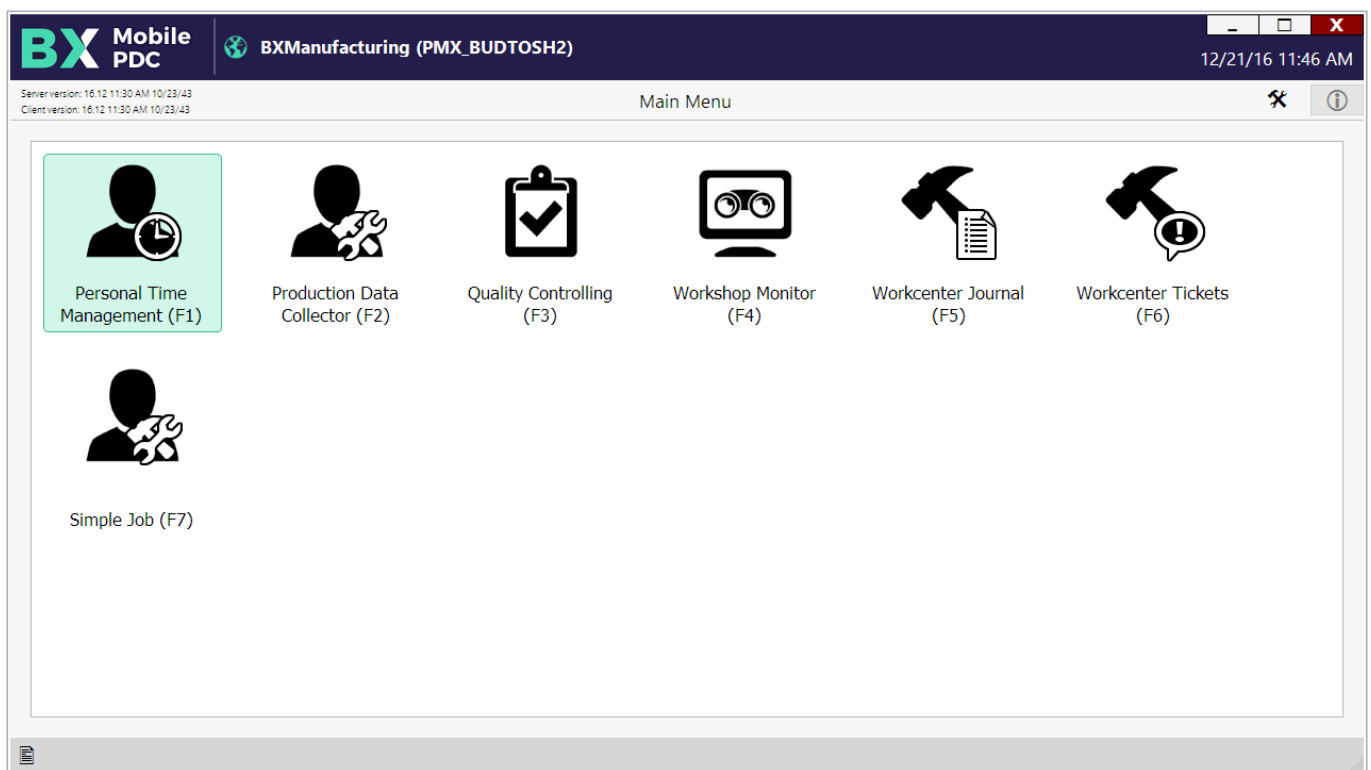 BX Mobile
PDC
BXManufacturing (PMX_BUDTOSH2)
X
12/21/16 11:46 AM
Server version: 16.12 11:30 AM 10/23/43
Client version: 16.12 11:30 AM 10/23/43
Main Menu
Personal Time
Management (F1)
Production Data
Collector (F2)
Quality Controlling
(F3)
Workshop Monitor
(F4)
Workcenter Journal
(F5)
Workcenter Tickets
(F6)
Simple Job (F7)